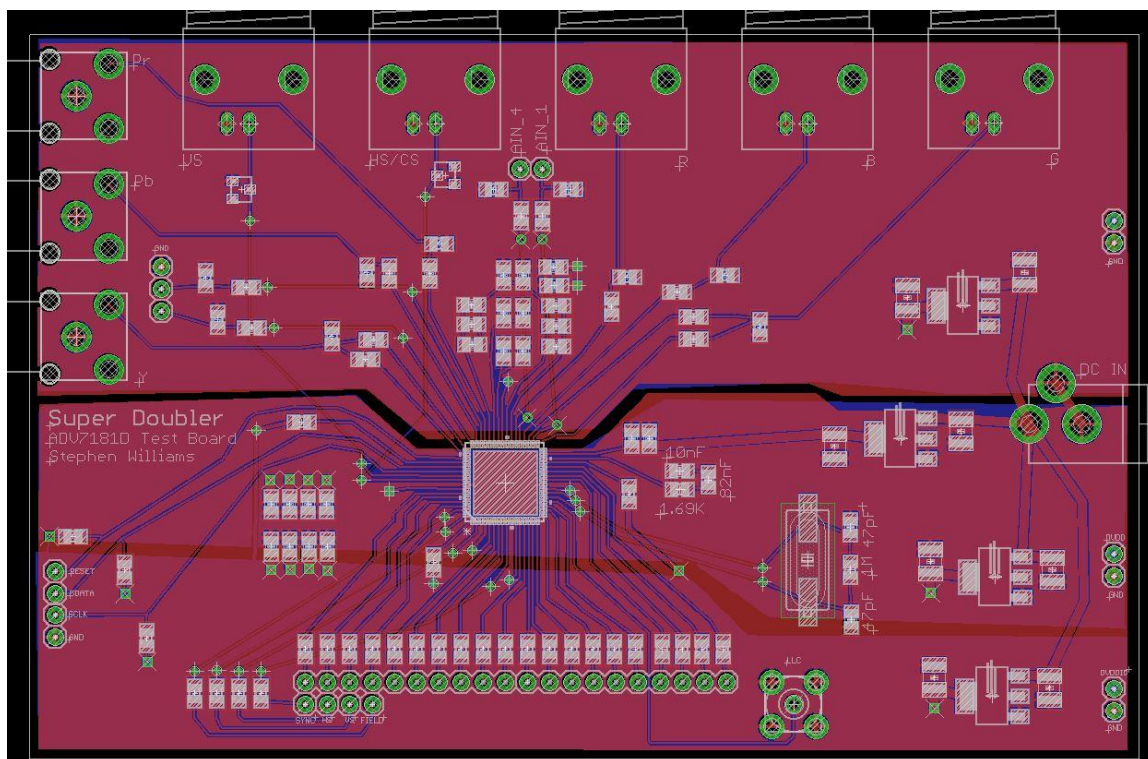 Pr
VS
HS/CS
AIN_4
AIN_1
R
B
G
Pb
GND
GND
Y
DC IN
Super Doubler
ADV7181D Test Board
Stephen Williams
10nF
82nF
1.69K
47pF
1M
47pF
RESET
SDATA
SCLK
GND
DVDD
GND
LLC
DVDDIO
GND
SYNC
HS
VS
FIELD